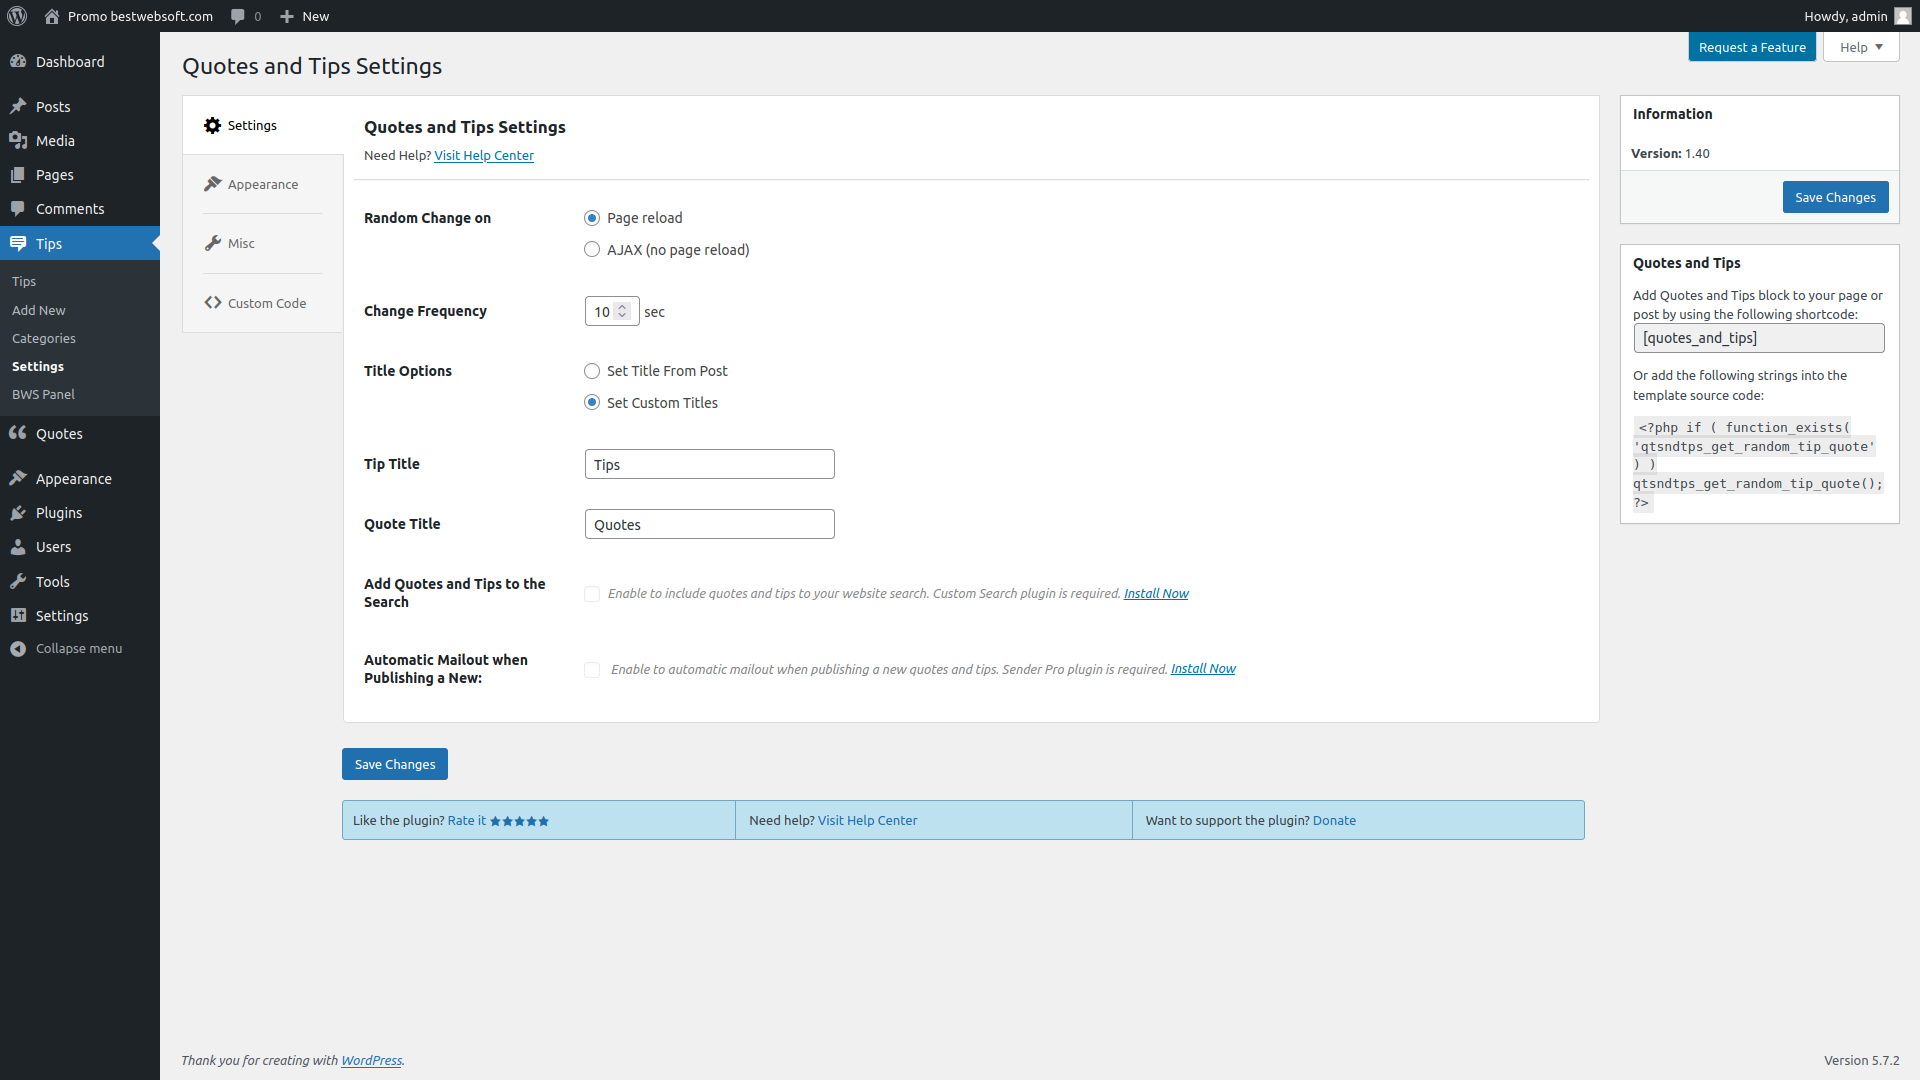 Promo bestwebsoft.com
0
New
Howdy, admin
Dashboard
Posts
Media
Pages
Comments
Tips
Tips
Add New
Categories
Settings
BWS Panel
Quotes
Appearance
Plugins
Users
Tools
Settings
Collapse menu
Request a Feature
Help
Quotes and Tips Settings
Settings
Appearance
Misc
Custom Code
Quotes and Tips Settings
Need Help? Visit Help Center
Random Change on
Page reload
AJAX (no page reload)
Change Frequency
10
sec
Title Options
Set Title From Post
Set Custom Titles
Tip Title
Tips
Quote Title
Quotes
Add Quotes and Tips to the
Search
Enable to include quotes and tips to your website search. Custom Search plugin is required. Install Now
Automatic Mailout when
Publishing a New:
Enable to automatic mailout when publishing a new quotes and tips. Sender Pro plugin is required. Install Now
Save Changes
Like the plugin? Rate it
Need help? Visit Help Center
Want to support the plugin? Donate
Information
Version: 1.40
Save Changes
Quotes and Tips
Add Quotes and Tips block to your page or
post by using the following shortcode:
[quotes_and_tips]
Or add the following strings into the
template source code:
<?php if ( function_exists(
'qtsndtps_get_random_tip_quote'
) )
qtsndtps_get_random_tip_quote();
?>
Thank you for creating with WordPress.
Version 5.7.2